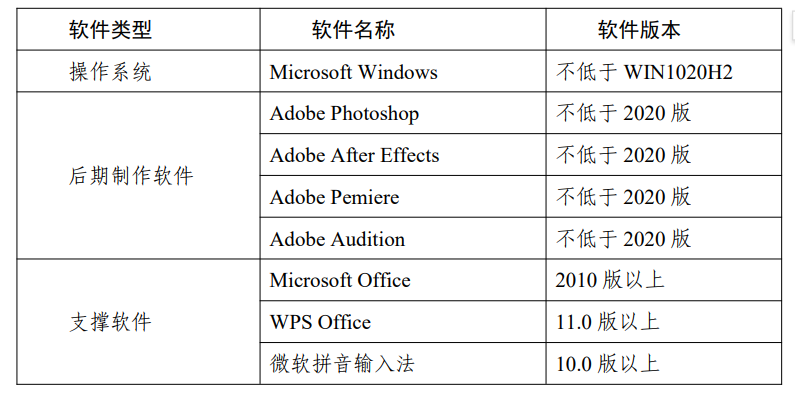 软件类型 软件名称 软件版本
操作系统 Microsoft Windows 不低于 WIN1020H2
后期制作软件 Adobe Photoshop 不低于 2020 版
Adobe After Effects 不低于 2020 版
Adobe Pemiere 不低于 2020 版
Adobe Audition 不低于 2020 版
支撑软件 Microsoft Office 2010 版以上
WPS Office 11.0 版以上
微软拼音输入法 10.0 版以上